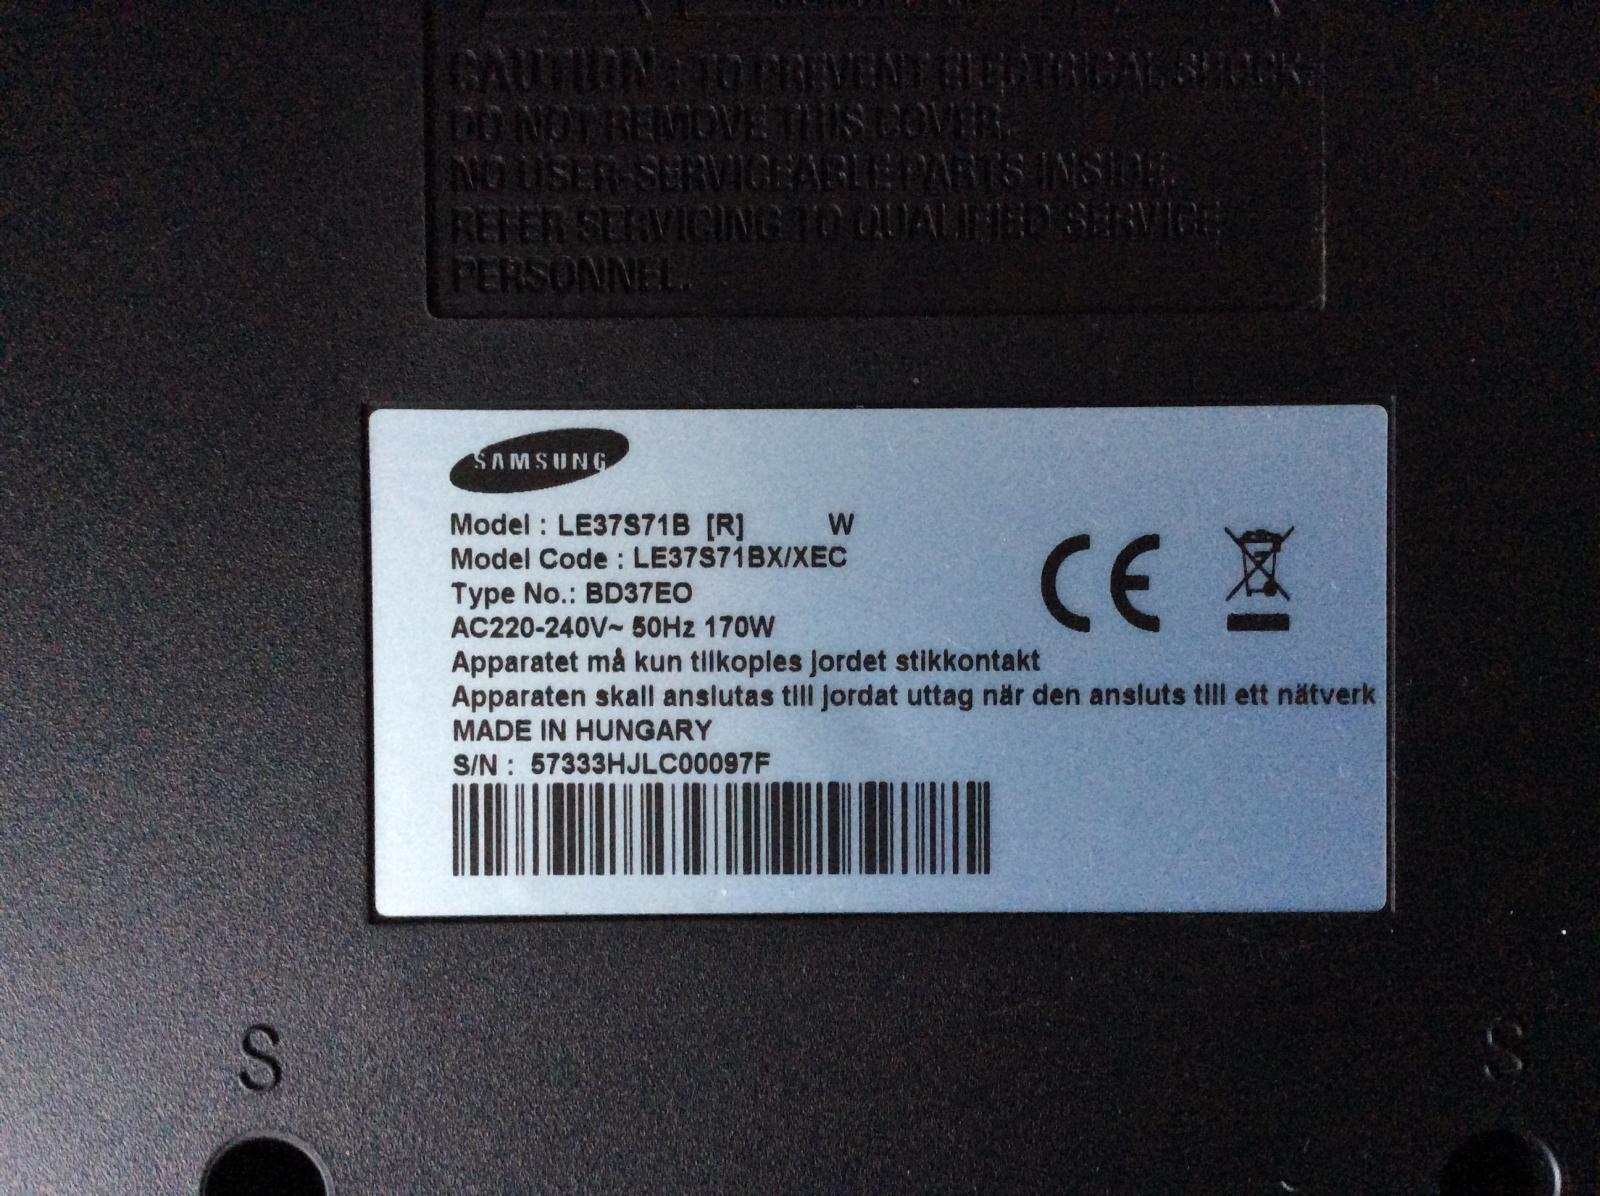 CAUTION : TO PREVENT ELECTRICAL SHOCK,
DO NOT REMOVE THIS COVER.
NO USER-SERVICEABLE PARTS INSIDE.
REFER SERVICING TO QUALIFIED SERVICE
PERSONNEL.
SAMSUNG
Model : LE37S71B [R] W
Model Code : LE37S71BX/XEC
Type No.: BD37EO
AC220-240V~ 50Hz 170W
Apparatet må kun tilkoples jordet stikkontakt
Apparaten skall anslutas till jordat uttag när den ansluts till ett nätverk
MADE IN HUNGARY
S/N : 57333HJLC00097F
CE
S
S